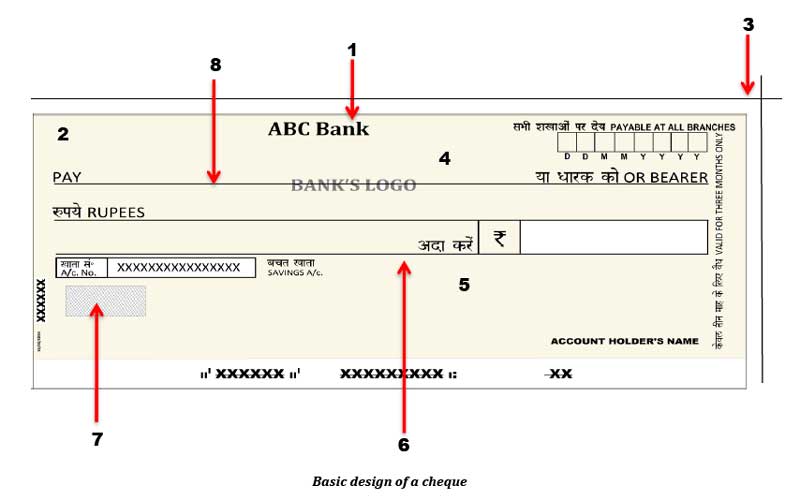 3
1
8
ABC Bank
सभी शाखाओं पर देय PAYABLE AT ALL BRANCHES
2
D D M M Y Y Y Y
4
PAY
BANK'S LOGO
या धारक को OR BEARER
रुपये RUPEES
अदा करें ₹
खाता सं॰
A/c. No.
XXXXXXXXXXXXXXXX
बचत खाता
SAVINGS A/c.
5
XXXXXX
केवल तीन माह के लिए वैध VALID FOR THREE MONTHS ONLY
ACCOUNT HOLDER'S NAME
⑈ XXXXXX ⑈ XXXXXXXXX ⑆ XX
7
6
Basic design of a cheque